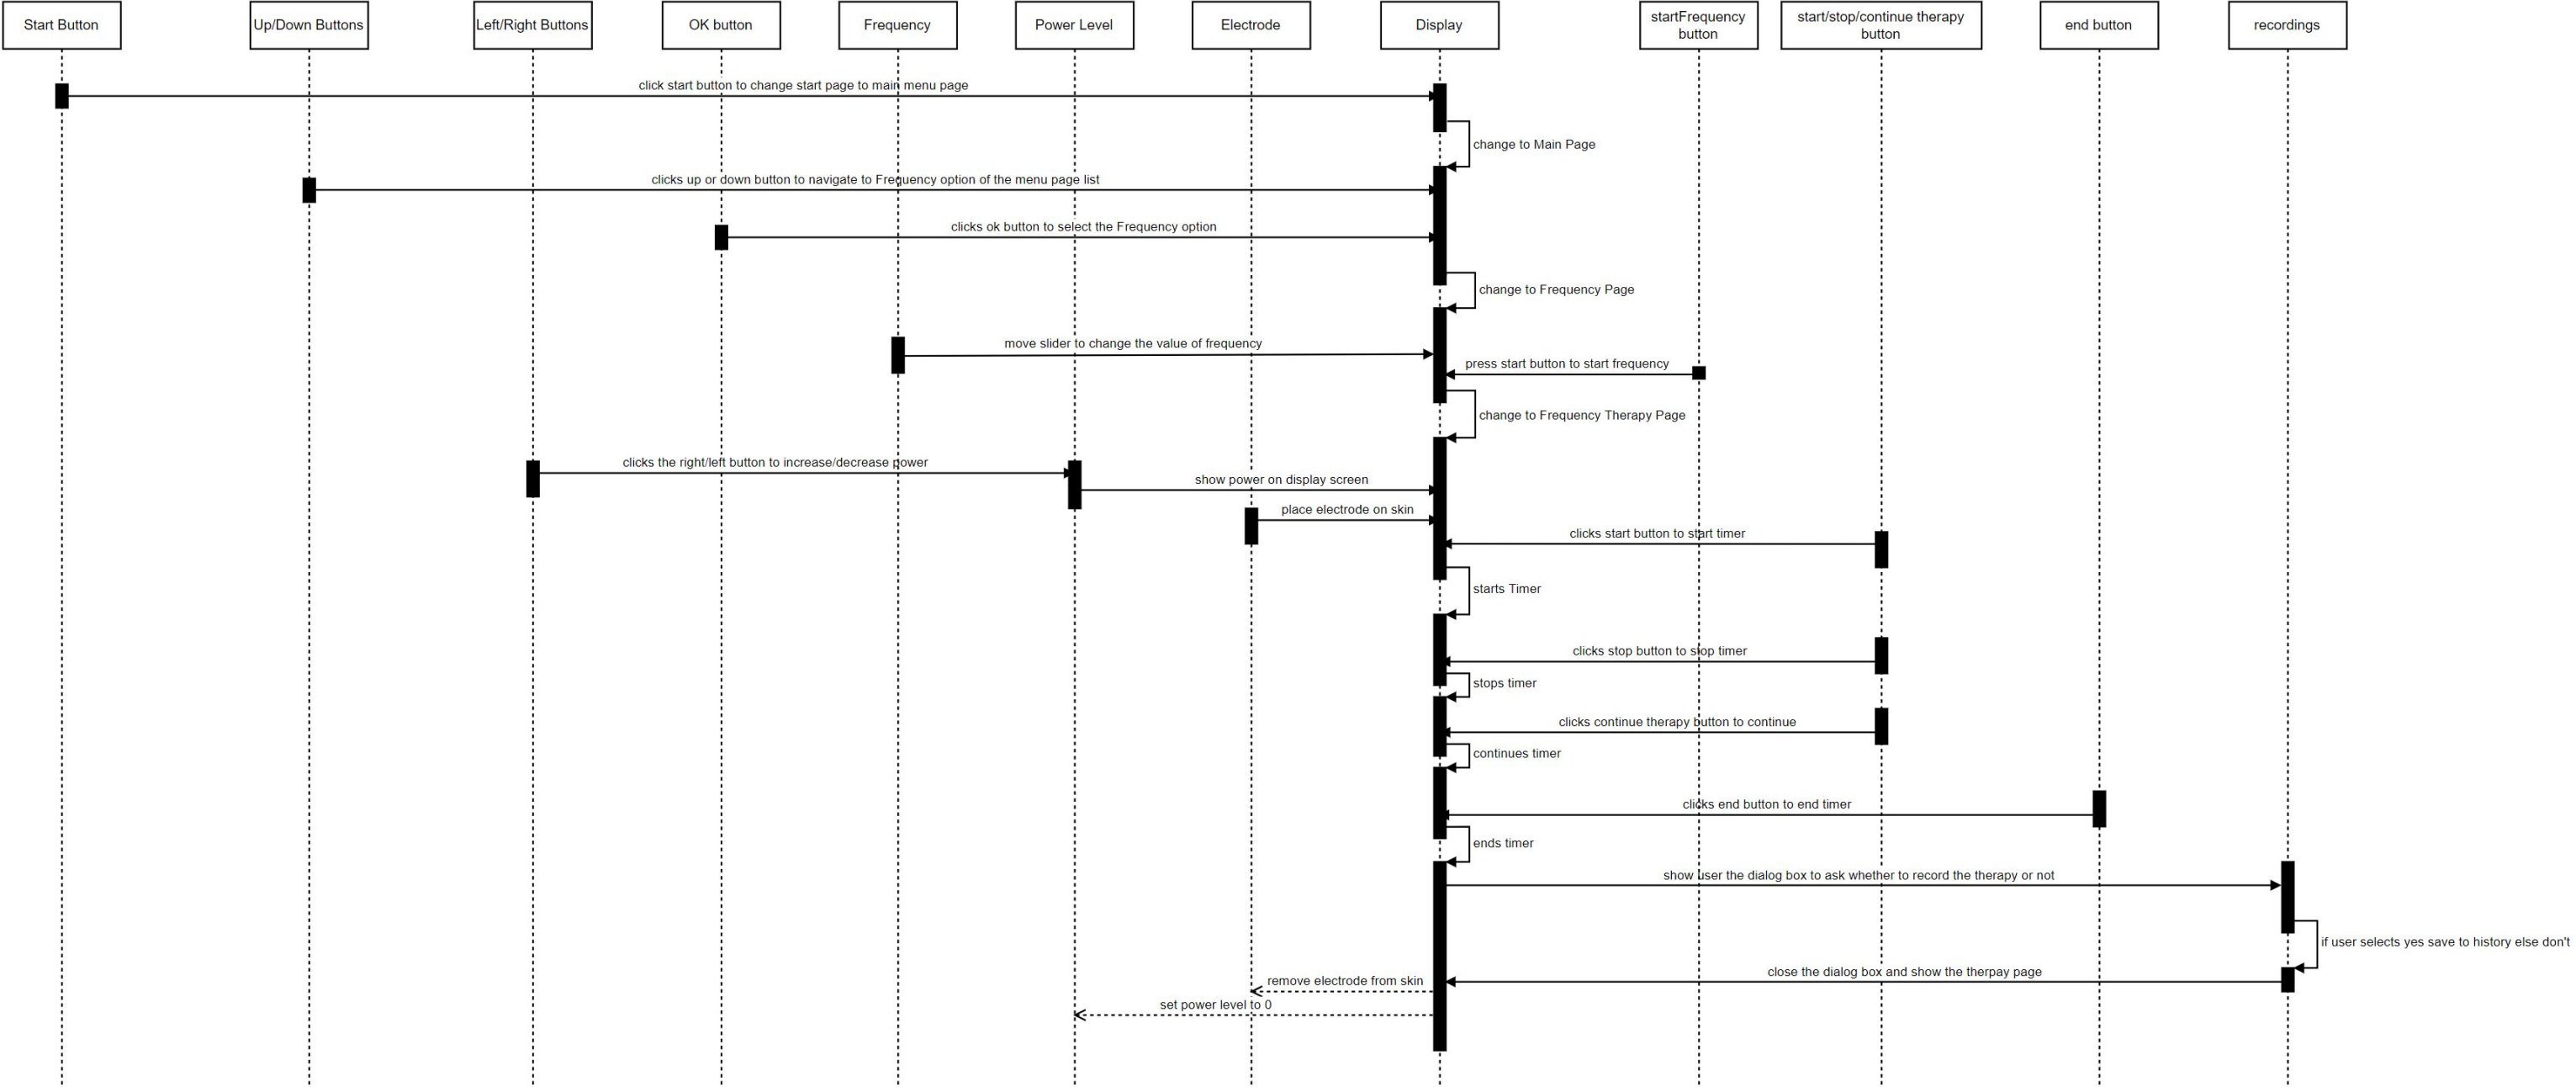 Start Button
Up/Down Buttons
Left/Right Buttons
OK button
Frequency
Power Level
Electrode
Display
startFrequency
button
start/stop/continue therapy
button
end button
recordings
click start button to change start page to main menu page
change to Main Page
clicks up or down button to navigate to Frequency option of the menu page list
clicks ok button to select the Frequency option
change to Frequency Page
move slider to change the value of frequency
press start button to start frequency
change to Frequency Therapy Page
clicks the right/left button to increase/decrease power
show power on display screen
place electrode on skin
clicks start button to start timer
starts Timer
clicks stop button to stop timer
stops timer
clicks continue therapy button to continue
continues timer
clicks end button to end timer
ends timer
show user the dialog box to ask whether to record the therapy or not
if user selects yes save to history else don't
close the dialog box and show the therpay page
remove electrode from skin
set power level to 0